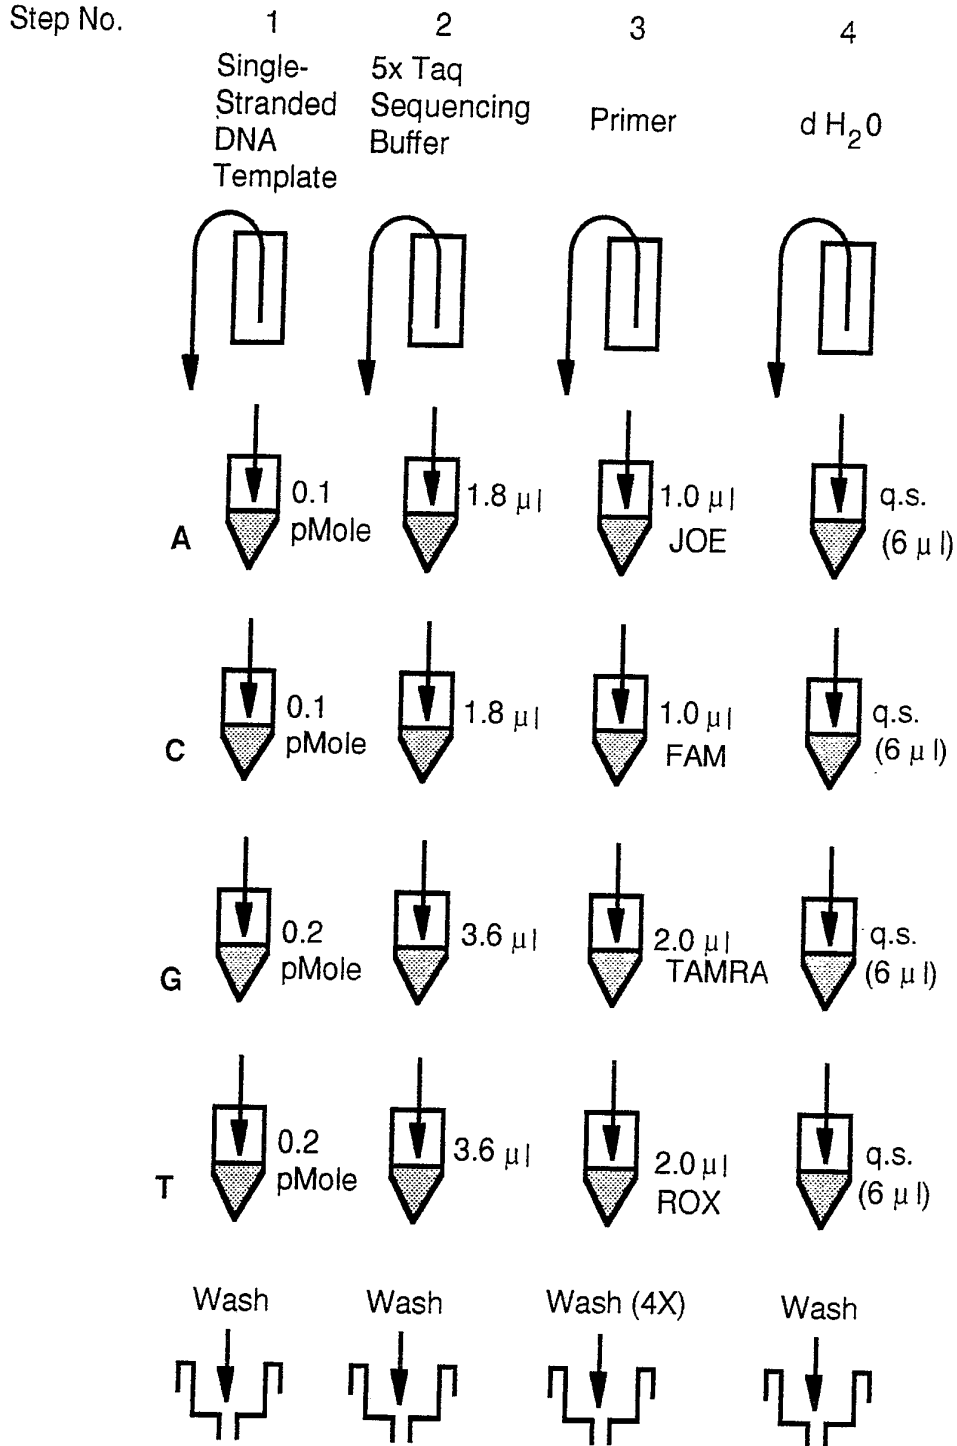 Step No. 1 2 3 4
Single-
Stranded
DNA
Template
5x Taq
Sequencing
Buffer
Primer
d H₂0
A
0.1
pMole
1.8 µl
1.0 µl
JOE
q.s.
(6 µl)
C
0.1
pMole
1.8 µl
1.0 µl
FAM
q.s.
(6 µl)
G
0.2
pMole
3.6 µl
2.0 µl
TAMRA
q.s.
(6 µl)
T
0.2
pMole
3.6 µl
2.0 µl
ROX
q.s.
(6 µl)
Wash
Wash
Wash (4X)
Wash